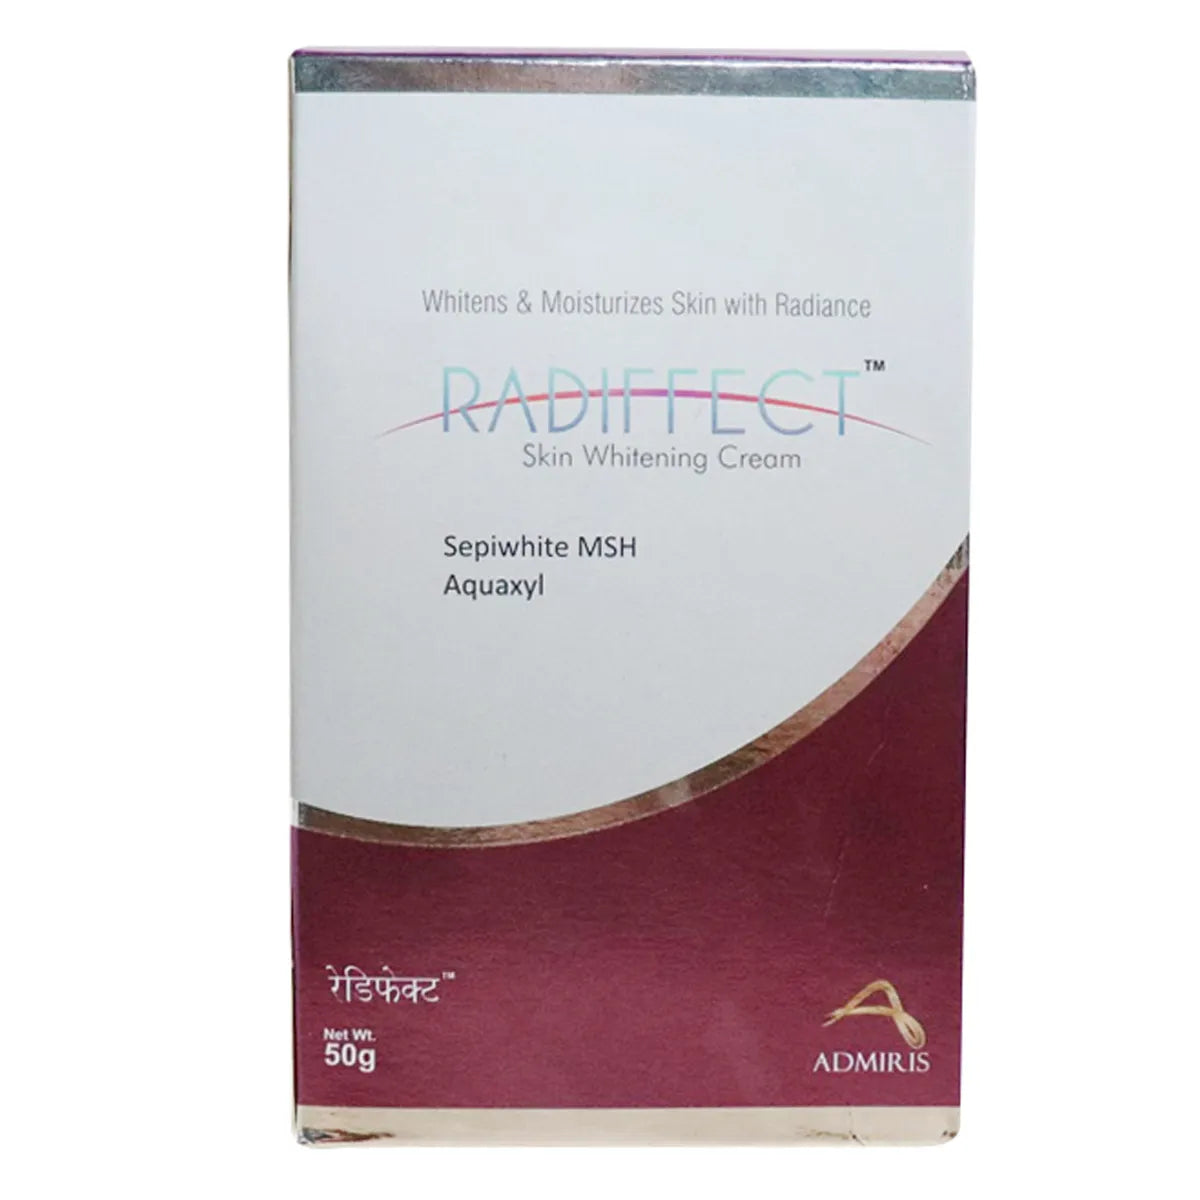 Whitens & Moisturizes Skin with Radiance
RADIFFECT™
Skin Whitening Cream
Sepiwhite MSH
Aquaxyl
रेडिफेक्ट™
Net Wt.
50g
ADMIRIS